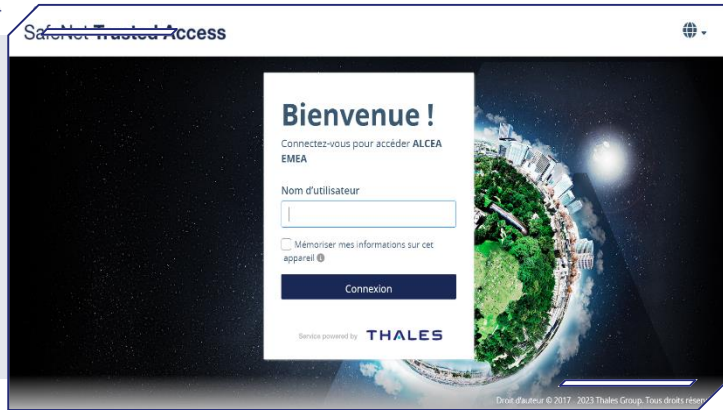 SafeNet Trusted Access
Bienvenue !
Connectez-vous pour accéder ALCEA
EMEA
Nom d'utilisateur
Mémoriser mes informations sur cet
appareil
Connexion
Service powered by THALES
Droit d'auteur © 2017 - 2023 Thales Group. Tous droits